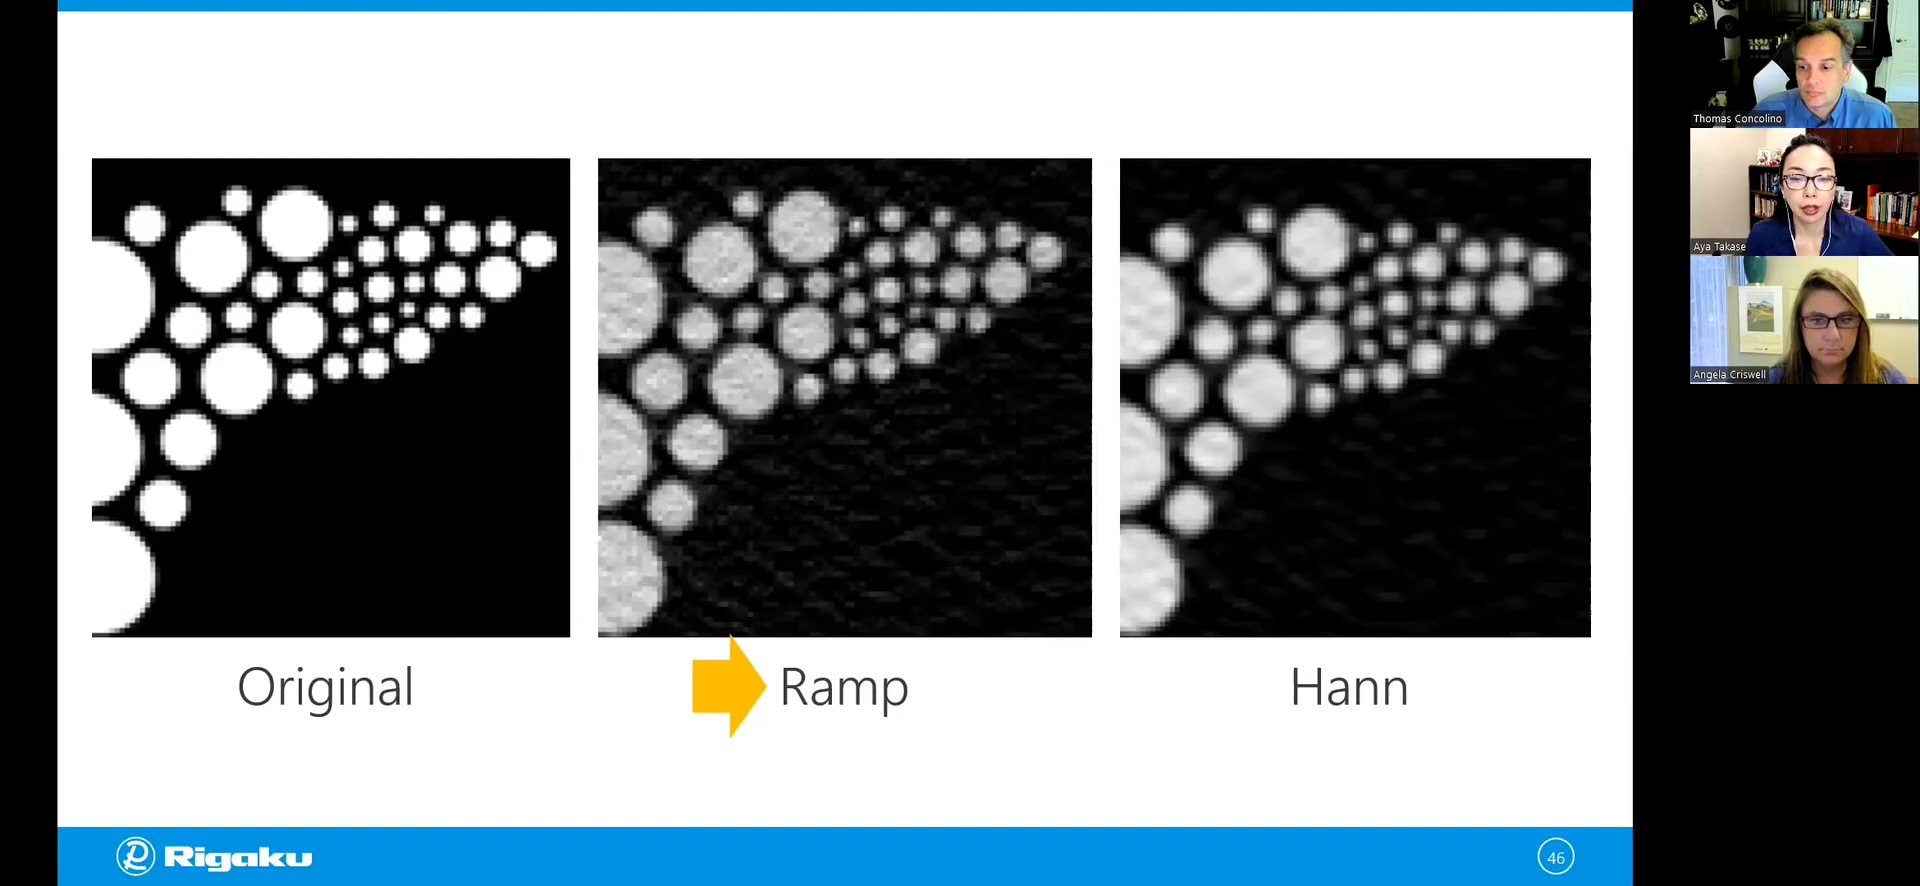 Original
Ramp
Hann
Rigaku
46
Thomas Concolino
Aya Takase
Angela Criswell